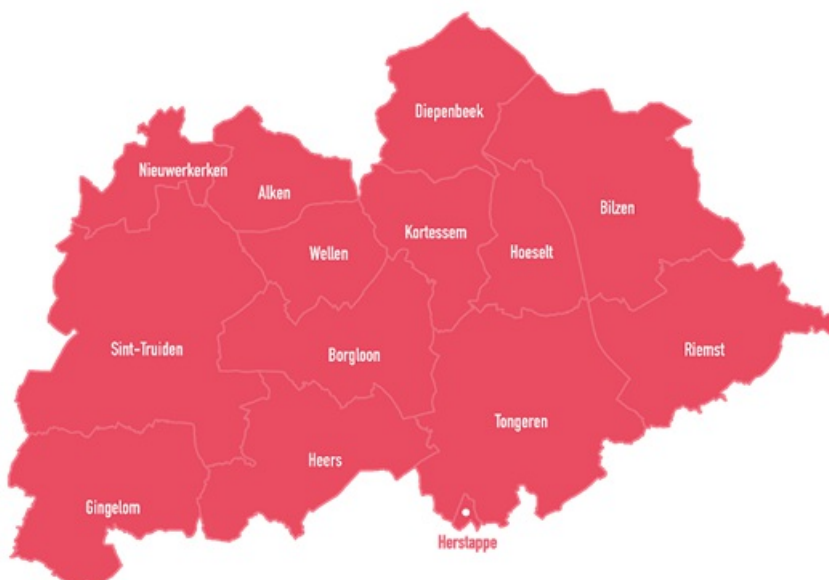 Diepenbeek
Nieuwerkerken
Alken
Bilzen
Kortessem
Wellen
Hoeselt
Sint-Truiden
Borgloon
Riemst
Tongeren
Heers
Gingelom
Herstappe